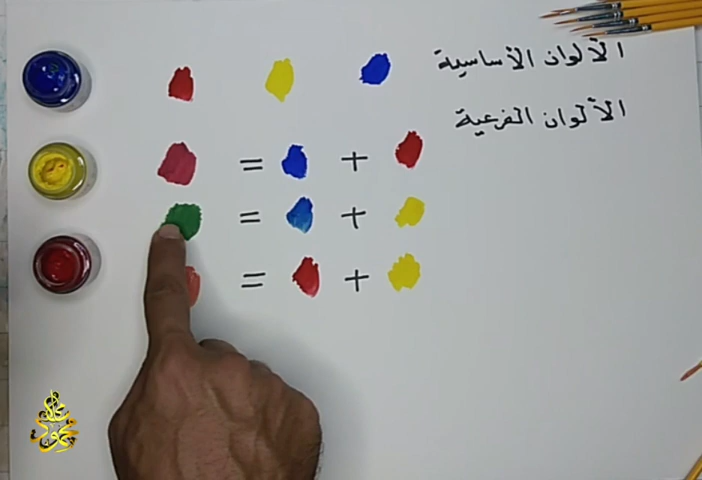 الألوان الأساسية
الألوان الفرعية
+ =
+ =
+ =